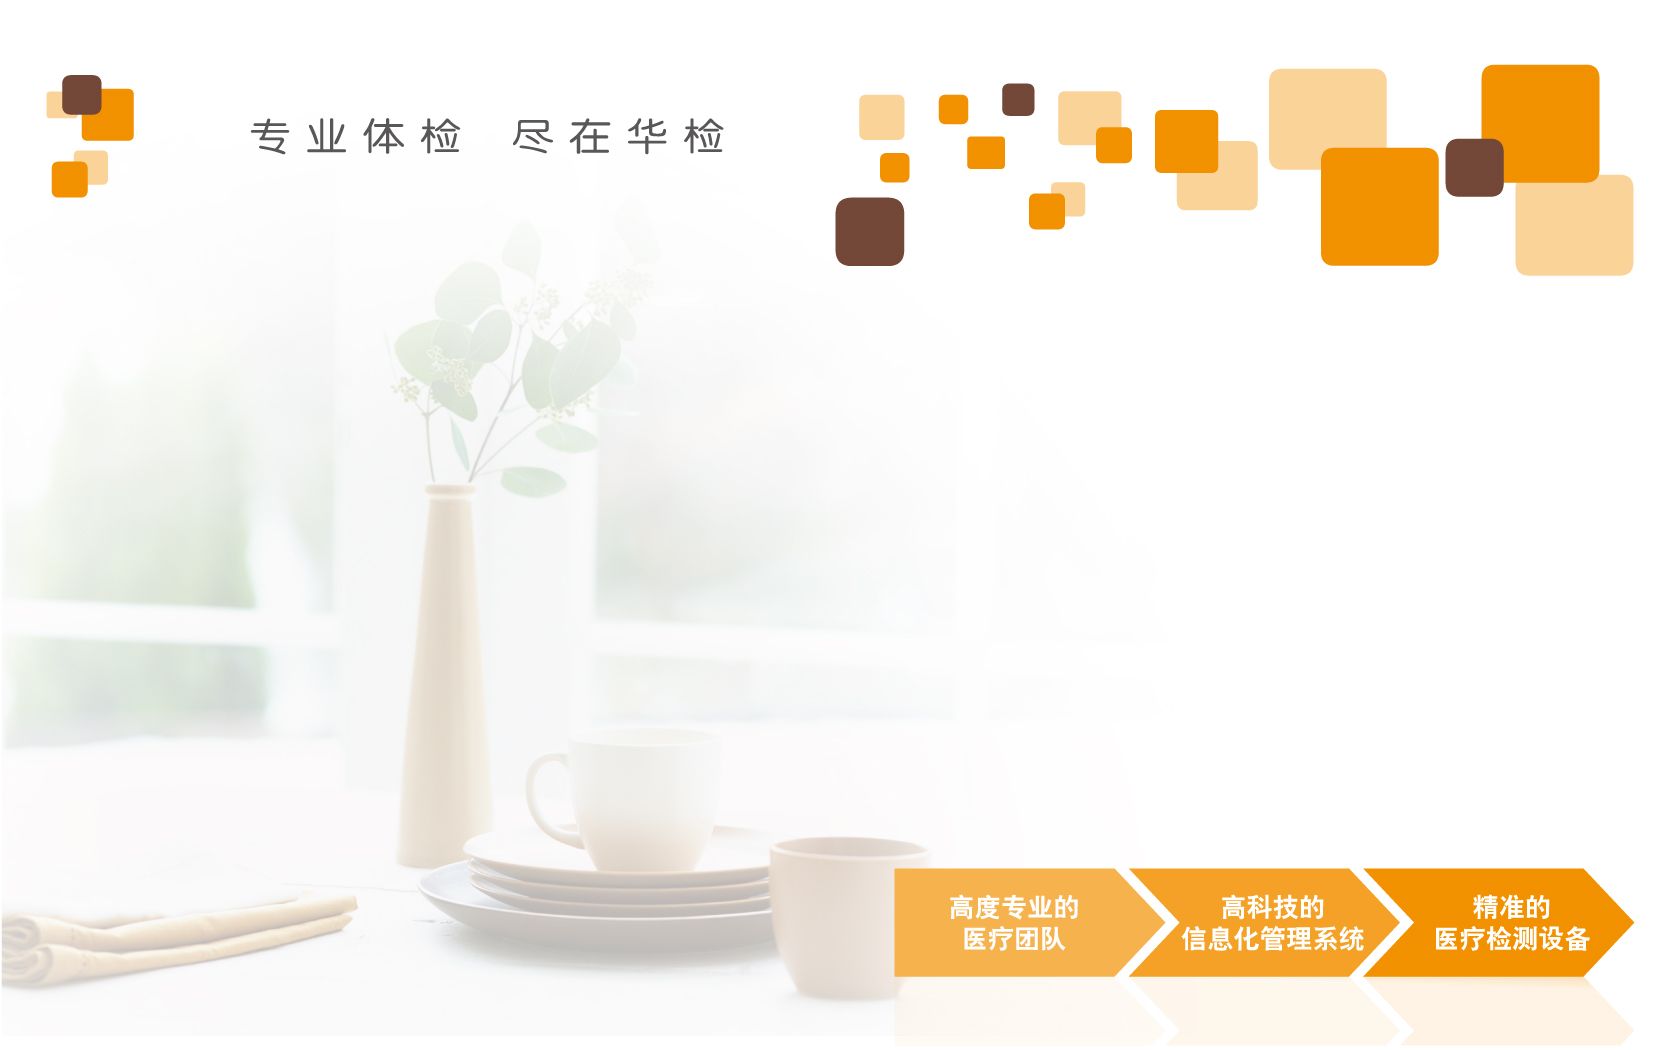 专业体检 尽在华检
高度专业的
医疗团队
高科技的
信息化管理系统
精准的
医疗检测设备